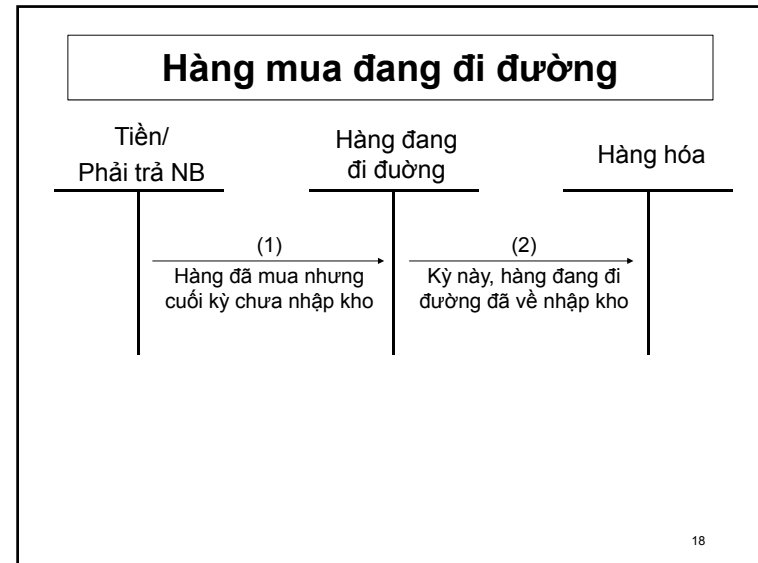 Hàng mua đang đi đường
Tiền/
Phải trả NB
Hàng đang
đi đuờng
Hàng hóa
(1)
Hàng đã mua nhưng
cuối kỳ chưa nhập kho
(2)
Kỳ này, hàng đang đi
đường đã về nhập kho
18